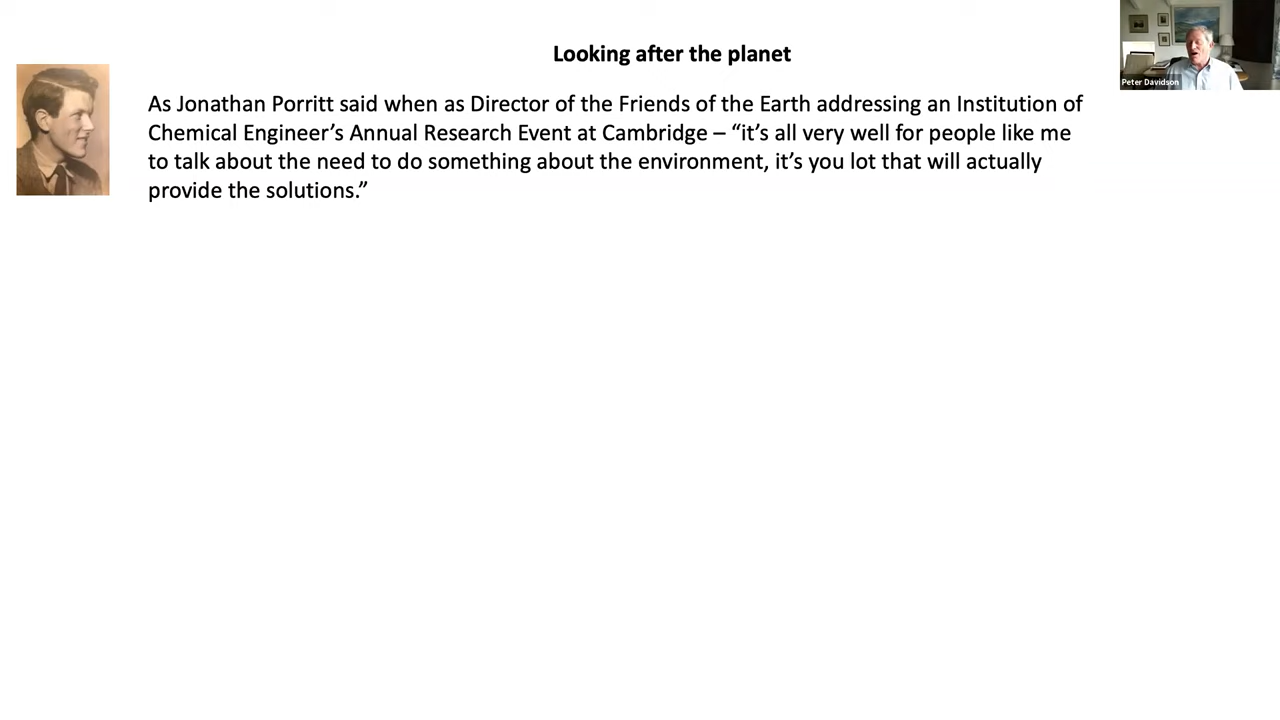 Looking after the planet
Peter Davidson
As Jonathan Porritt said when as Director of the Friends of the Earth addressing an Institution of
Chemical Engineer’s Annual Research Event at Cambridge – “it’s all very well for people like me
to talk about the need to do something about the environment, it’s you lot that will actually
provide the solutions.”